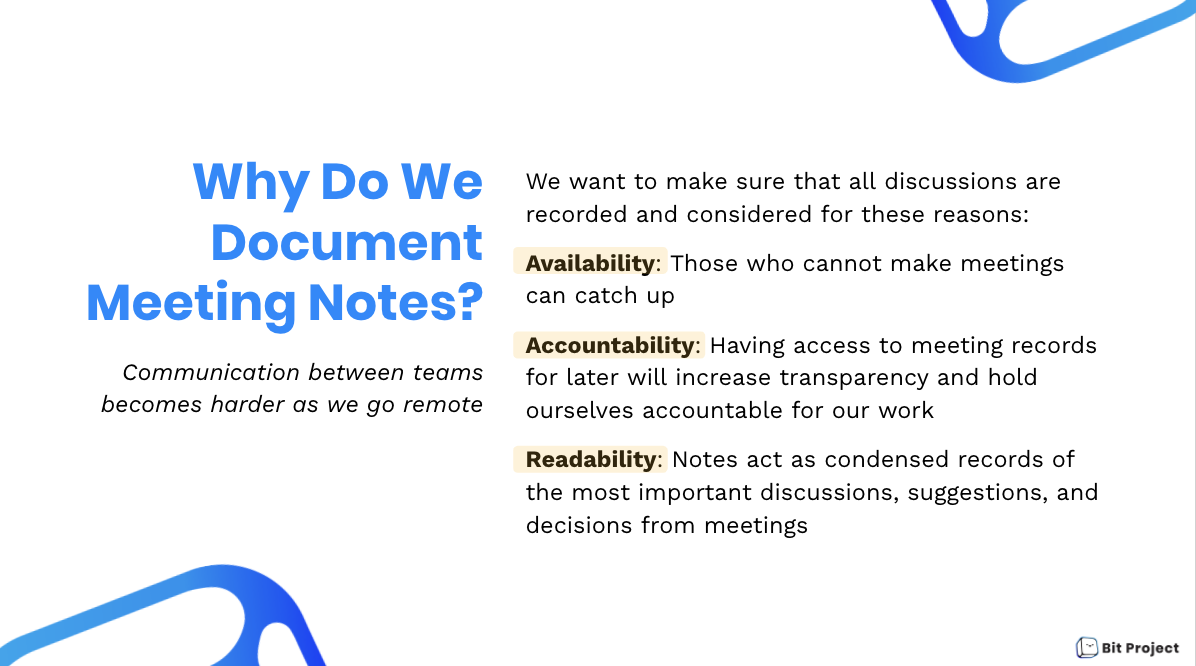 Why Do We
Document
Meeting Notes?
Communication between teams
becomes harder as we go remote
We want to make sure that all discussions are
recorded and considered for these reasons:
Availability: Those who cannot make meetings
can catch up
Accountability: Having access to meeting records
for later will increase transparency and hold
ourselves accountable for our work
Readability: Notes act as condensed records of
the most important discussions, suggestions, and
decisions from meetings
Bit Project